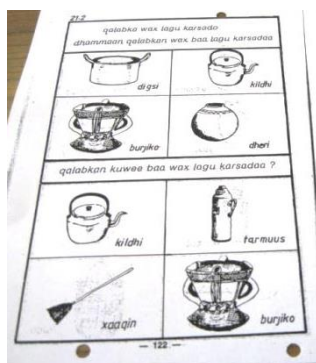 21-2
qalabka wax lagu karsado
dhammaan qalabkan wax baa lagu karsadaa
digsi
kildhi
burjiko
dheri
qalabkan kuwee baa wax lagu karsadaa ?
kildhi
tarmuus
xaaqin
burjiko
— 122 —